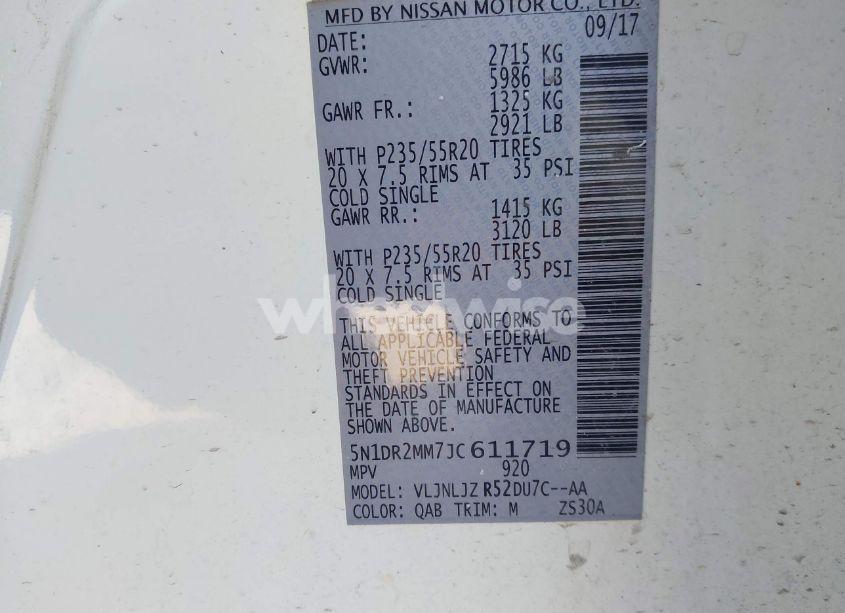 MFD BY NISSAN MOTOR CO., LTD.
DATE: 09/17
GVWR: 2715 KG
5986 LB
GAWR FR.: 1325 KG
2921 LB
WITH P235/55R20 TIRES
20 X 7.5 RIMS AT 35 PSI
COLD SINGLE
GAWR RR.: 1415 KG
3120 LB
WITH P235/55R20 TIRES
20 X 7.5 RIMS AT 35 PSI
COLD SINGLE
THIS VEHICLE CONFORMS TO
ALL APPLICABLE FEDERAL
MOTOR VEHICLE SAFETY AND
THEFT PREVENTION
STANDARDS IN EFFECT ON
THE DATE OF MANUFACTURE
SHOWN ABOVE.
5N1DR2MM7JC611719
MPV 920
MODEL: VLJNLJZ R52DU7C--AA
COLOR: QAB TRIM: M ZS30A